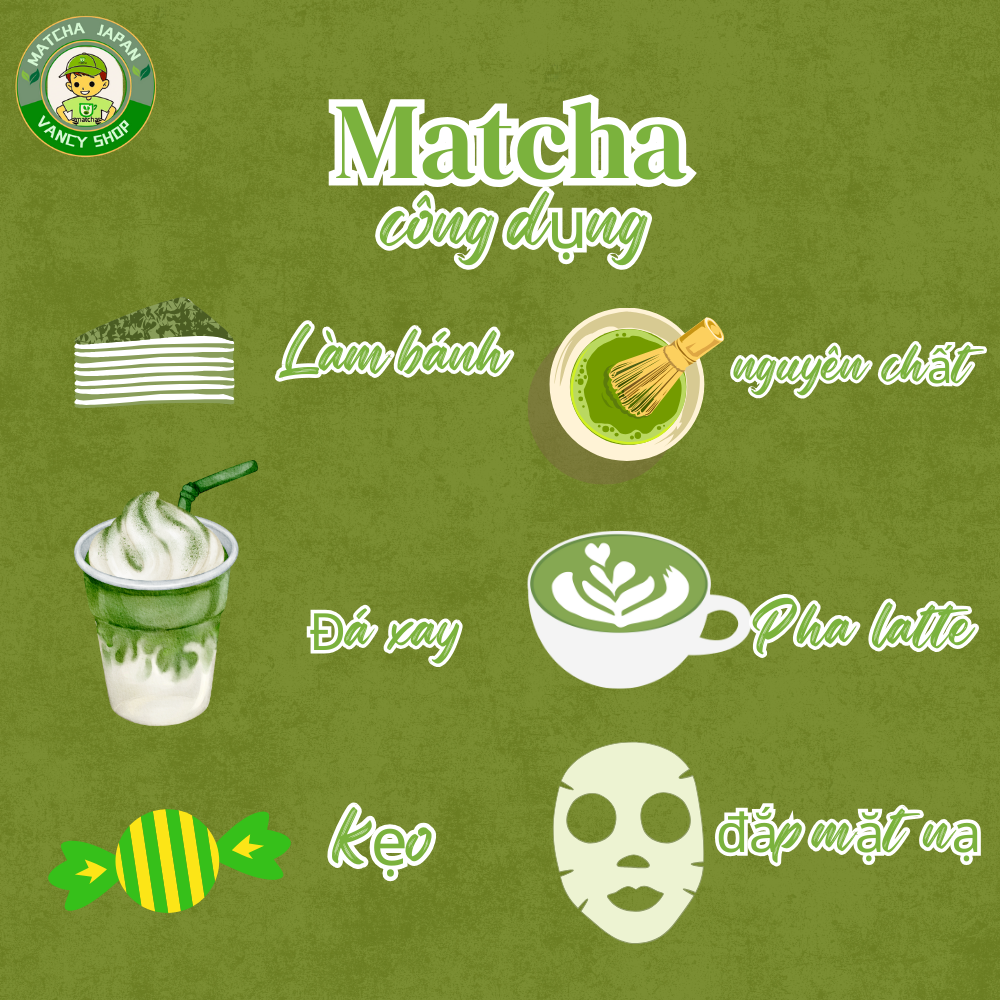 MATCHA JAPAN
matcha
VANCY SHOP
Matcha
công dụng
Làm bánh
nguyên chất
Đá xay
Pha latte
Kẹo
đắp mặt nạ